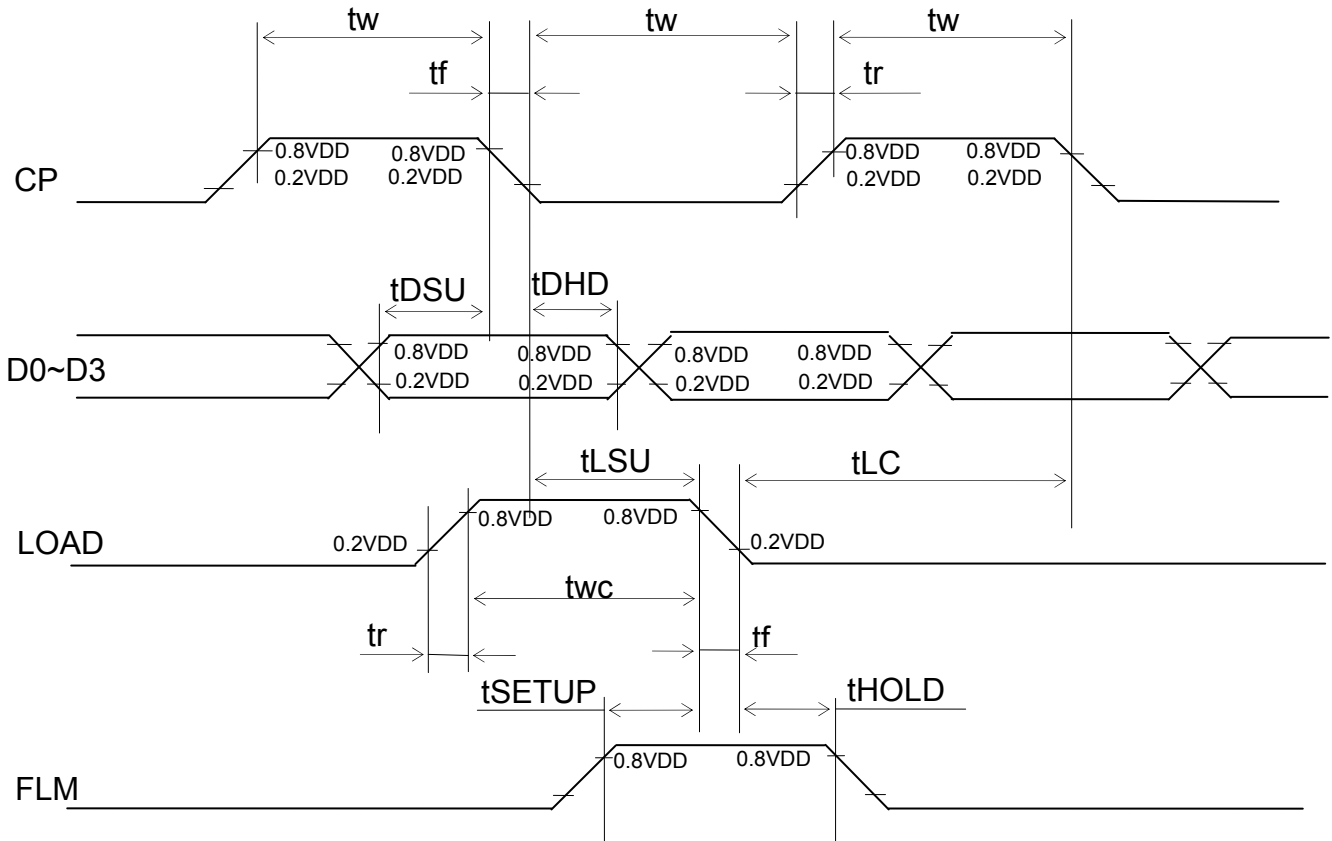 tw tw tw
tf tr
CP
0.8VDD 0.8VDD 0.8VDD 0.8VDD
0.2VDD 0.2VDD 0.2VDD 0.2VDD
tDSU tDHD
D0~D3
0.8VDD 0.8VDD 0.8VDD 0.8VDD
0.2VDD 0.2VDD 0.2VDD 0.2VDD
tLSU tLC
LOAD
0.8VDD 0.8VDD
0.2VDD 0.2VDD
twc
tr tf
tSETUP tHOLD
0.8VDD 0.8VDD
FLM